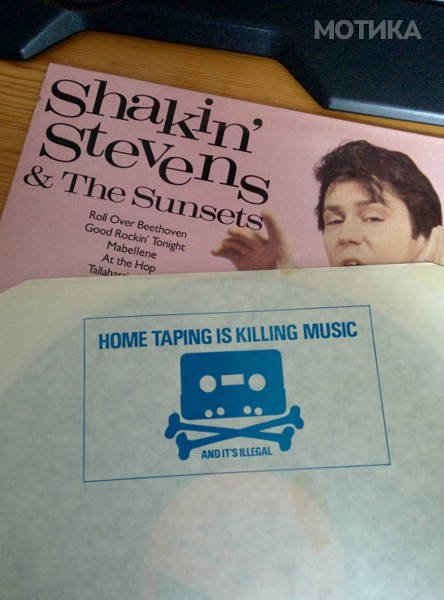 МОТИКА
Shakin'
Stevens
& The Sunsets
Roll Over Beethoven
Good Rockin' Tonight
Mabellene
At the Hop
HOME TAPING IS KILLING MUSIC
AND IT'S ILLEGAL